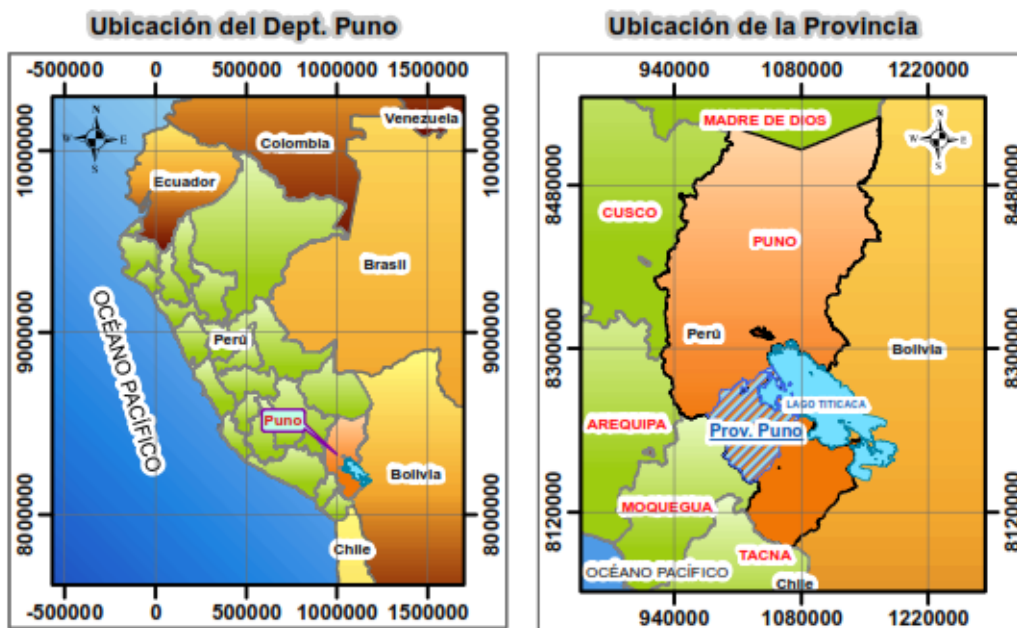 Ubicación del Dept. Puno
-500000 0 500000 1000000 1500000
N
W E
S
Venezuela
Colombia
Ecuador
10000000 10000000
Brasil
OCÉANO PACÍFICO
Perú
9000000 9000000
Puno
Bolivia
8000000 8000000
Chile
-500000 0 500000 1000000 1500000
Ubicación de la Provincia
940000 1080000 1220000
MADRE DE DIOS
N
W E
S
8480000 8480000
CUSCO
PUNO
Perú
8300000 8300000
Bolivia
LAGO TITICACA
AREQUIPA
Prov. Puno
MOQUEGUA
8120000 8120000
TACNA
OCÉANO PACÍFICO
Chile
940000 1080000 1220000